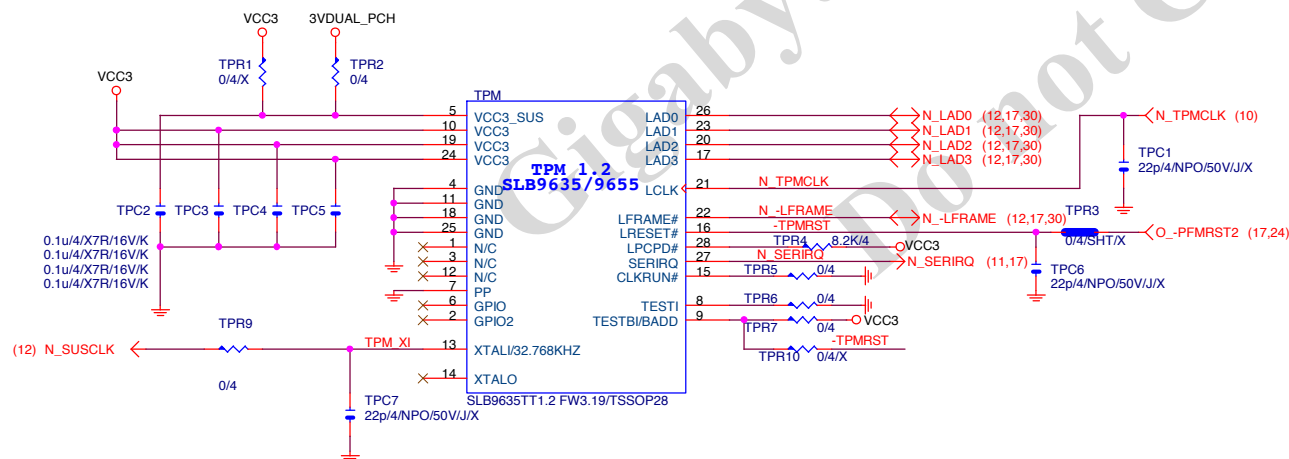 VCC3
3VDUAL_PCH
TPR1
0/4/X
TPR2
0/4
VCC3
TPM
5
VCC3_SUS
10
VCC3
19
VCC3
24
VCC3
4
GND
11
GND
18
GND
25
GND
1
N/C
3
N/C
12
N/C
7
PP
6
GPIO
2
GPIO2
13
XTALI/32.768KHZ
14
XTALO
TPM 1.2
SLB9635/9655
LAD0
26
LAD1
23
LAD2
20
LAD3
17
LCLK
21
LFRAME#
22
LRESET#
16
LPCPD#
28
SERIRQ
27
CLKRUN#
15
TESTI
8
TESTBI/BADD
9
SLB9635TT1.2 FW3.19/TSSOP28
TPC2
TPC3
TPC4
TPC5
0.1u/4/X7R/16V/K
0.1u/4/X7R/16V/K
0.1u/4/X7R/16V/K
0.1u/4/X7R/16V/K
TPR9
0/4
(12) N_SUSCLK
TPM_XI
TPC7
22p/4/NPO/50V/J/X
N_LAD0 (12,17,30)
N_LAD1 (12,17,30)
N_LAD2 (12,17,30)
N_LAD3 (12,17,30)
N_TPMCLK
N_TPMCLK (10)
TPC1
22p/4/NPO/50V/J/X
N_-LFRAME
N_-LFRAME (12,17,30)
-TPMRST
TPR3
0/4/SHT/X
O_-PFMRST2 (17,24)
TPR4
8.2K/4
VCC3
N_SERIRQ
N_SERIRQ (11,17)
TPR5
0/4
TPC6
22p/4/NPO/50V/J/X
TPR6
0/4
TPR7
0/4
VCC3
-TPMRST
TPR10
0/4/X
Gigaby
Do not C